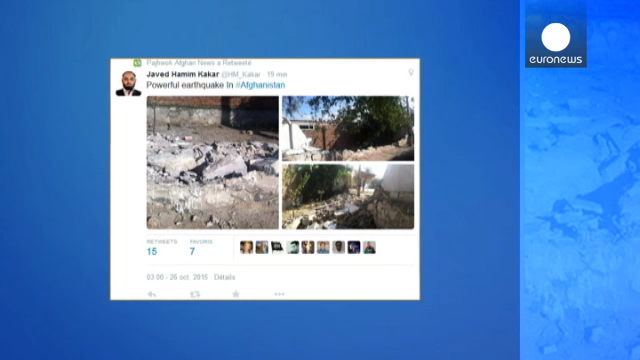 euronews
Pajhwok Afghan News a Retweeté
Javed Hamim Kakar @HM_Kakar · 19 min
Powerful earthquake In #Afghanistan
RETWEETS FAVORIS
15 7
03:00 - 26 oct. 2015 Détails